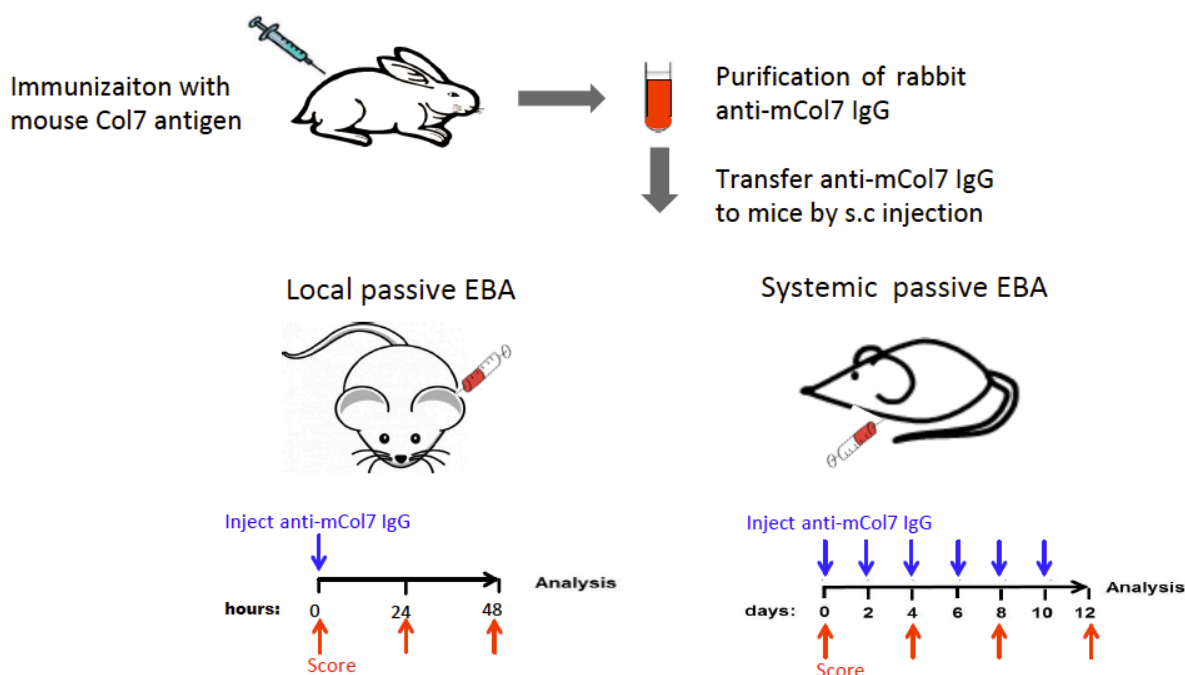 Immunizaiton with
mouse Col7 antigen
Purification of rabbit
anti-mCol7 IgG
Transfer anti-mCol7 IgG
to mice by s.c injection
Local passive EBA
Systemic passive EBA
Inject anti-mCol7 IgG
Analysis
hours: 0 24 48
Score
Inject anti-mCol7 IgG
Analysis
days: 0 2 4 6 8 10 12
Score